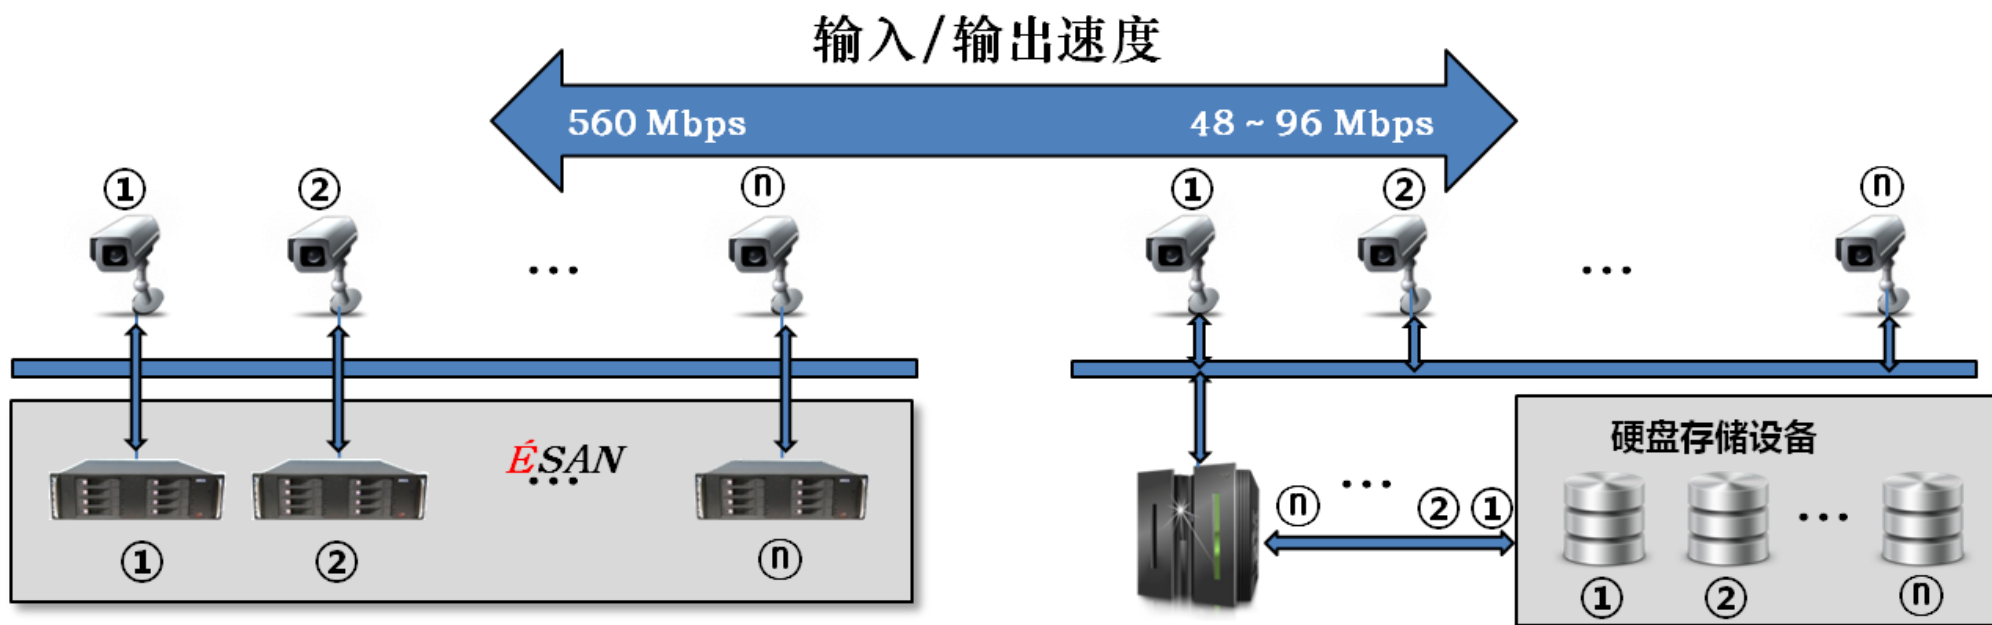 输入/输出速度
560 Mbps
48 ~ 96 Mbps
① ② ⓝ ① ② ⓝ
...
...
ÉSAN
...
硬盘存储设备
ⓝ ... ② ①
...
① ② ⓝ
① ② ⓝ